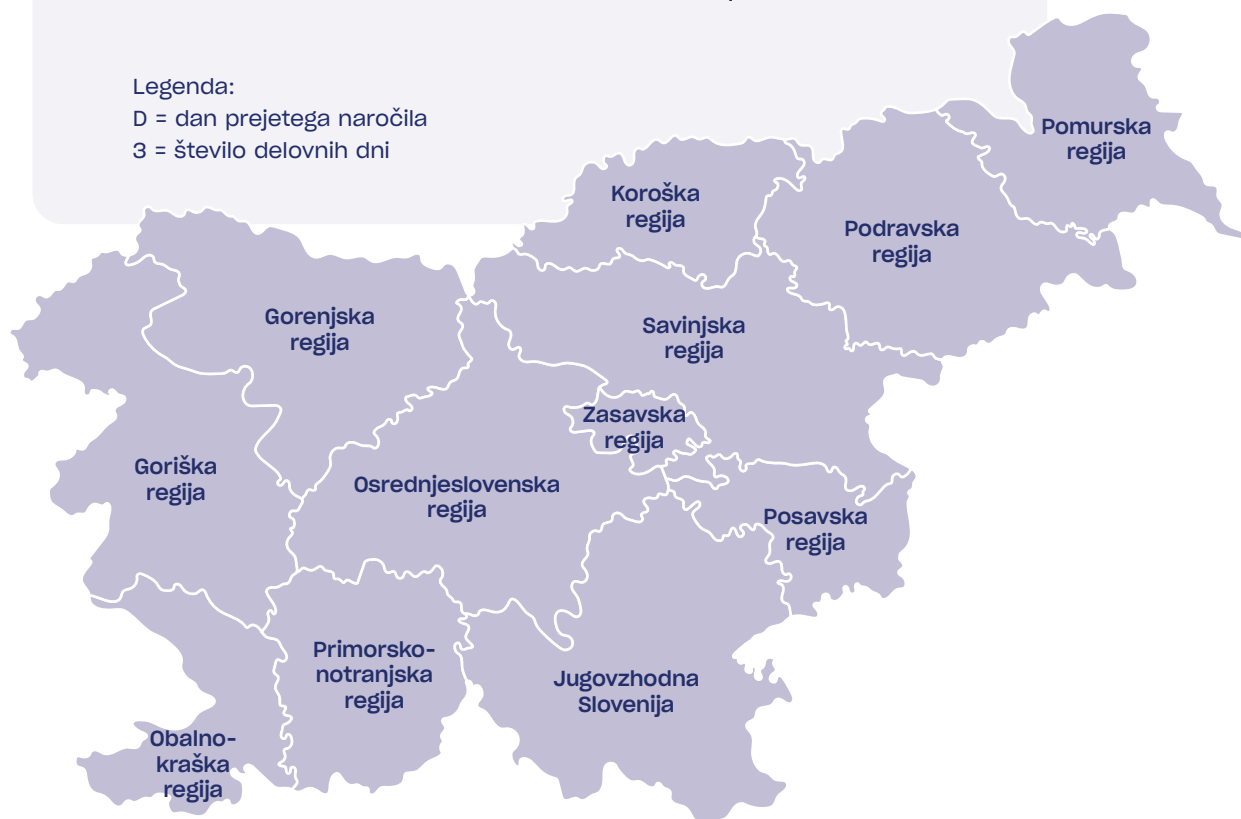 Legenda:
D = dan prejetega naročila
3 = število delovnih dni
Pomurska
regija
Koroška
regija
Podravska
regija
Gorenjska
regija
Savinjska
regija
Zasavska
regija
Goriška
regija
Osrednjeslovenska
regija
Posavska
regija
Primorsko-
notranjska
regija
Jugovzhodna
Slovenija
Obalno-
kraška
regija